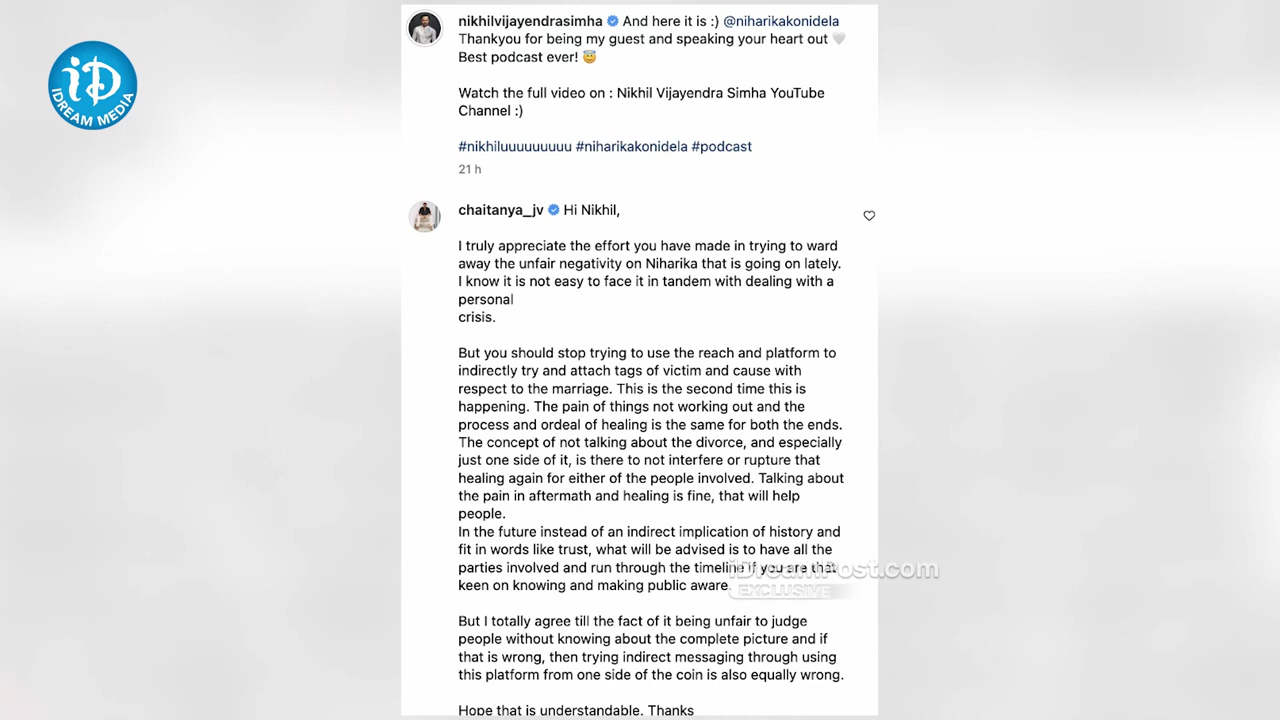 iD
IDREAM MEDIA
nikhilvijayendrasimha And here it is :) @niharikakonidela
Thankyou for being my guest and speaking your heart out 🤍
Best podcast ever! 😇
Watch the full video on : Nikhil Vijayendra Simha YouTube
Channel :)
#nikhiluuuuuuuuu #niharikakonidela #podcast
21 h
chaitanya_jv Hi Nikhil,
I truly appreciate the effort you have made in trying to ward
away the unfair negativity on Niharika that is going on lately.
I know it is not easy to face it in tandem with dealing with a
personal
crisis.
But you should stop trying to use the reach and platform to
indirectly try and attach tags of victim and cause with
respect to the marriage. This is the second time this is
happening. The pain of things not working out and the
process and ordeal of healing is the same for both the ends.
The concept of not talking about the divorce, and especially
just one side of it, is there to not interfere or rupture that
healing again for either of the people involved. Talking about
the pain in aftermath and healing is fine, that will help
people.
In the future instead of an indirect implication of history and
fit in words like trust, what will be advised is to have all the
parties involved and run through the timeline if you are that
keen on knowing and making public aware.
iDreamPost.com
EXCLUSIVE
But I totally agree till the fact of it being unfair to judge
people without knowing about the complete picture and if
that is wrong, then trying indirect messaging through using
this platform from one side of the coin is also equally wrong.
Hope that is understandable. Thanks